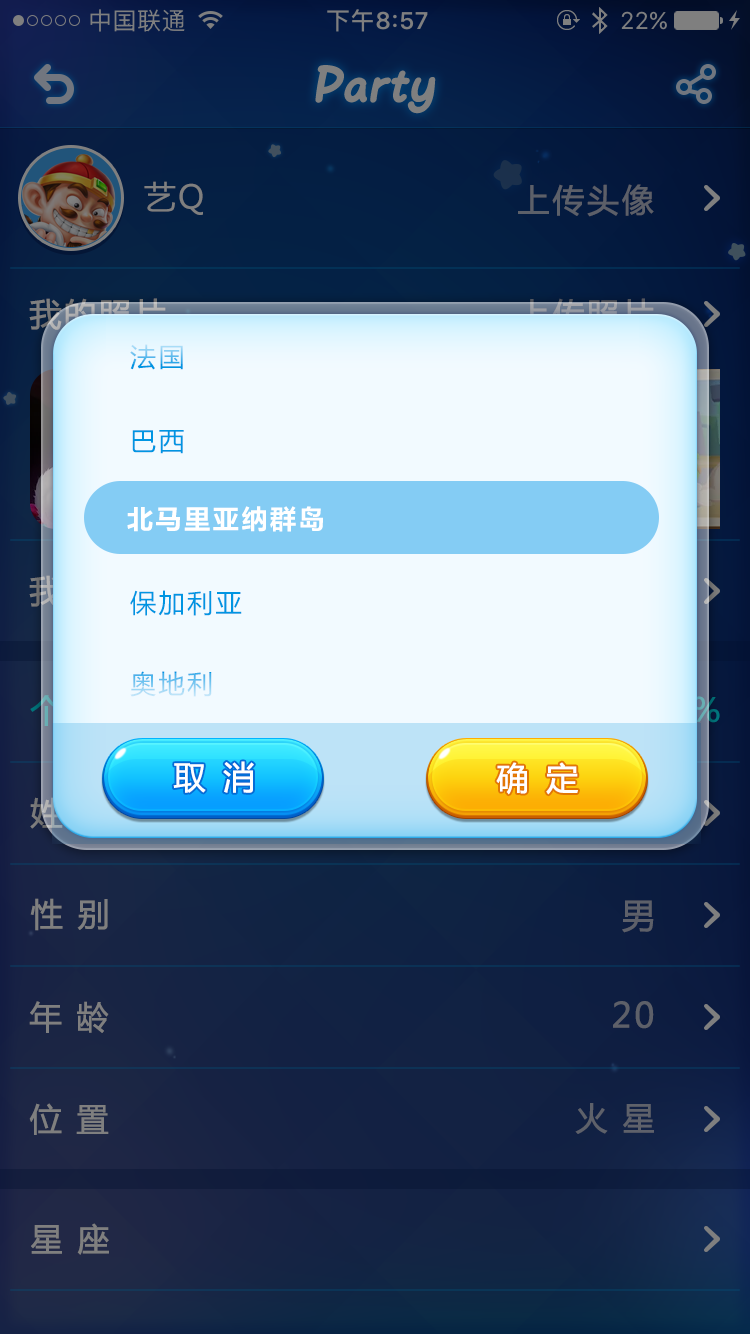 中国联通
下午8:57
22%
Party
艺Q
上传头像
我的照片
上传照片
法国
巴西
北马里亚纳群岛
保加利亚
奥地利
我
个
%
取消
确定
姓
性别
男
年龄
20
位置
火星
星座